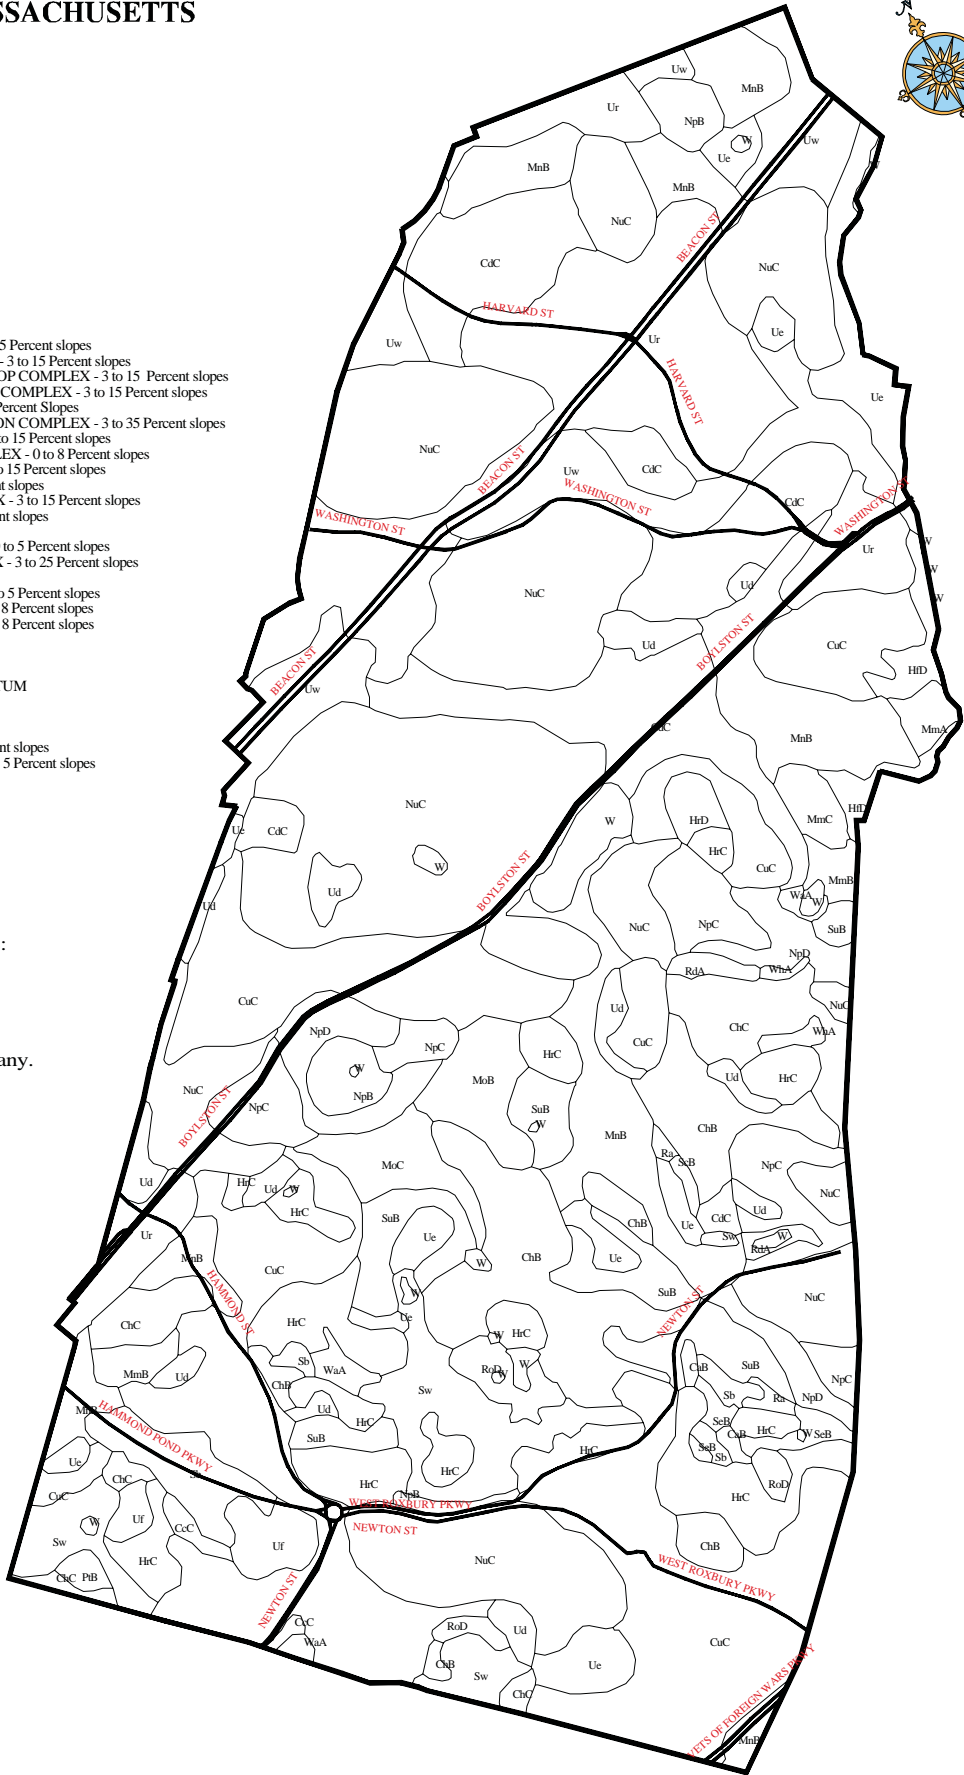 SSACHUSETTS
N
5 Percent slopes
- 3 to 15 Percent slopes
OP COMPLEX - 3 to 15 Percent slopes
COMPLEX - 3 to 15 Percent slopes
Percent Slopes
ON COMPLEX - 3 to 35 Percent slopes
to 15 Percent slopes
LEX - 0 to 8 Percent slopes
o 15 Percent slopes
nt slopes
X - 3 to 15 Percent slopes
ent slopes
0 to 5 Percent slopes
X - 3 to 25 Percent slopes
o 5 Percent slopes
8 Percent slopes
8 Percent slopes
TUM
nt slopes
5 Percent slopes
:
any.
Uw
MnB
Ur
NpB
W
Ue
Uw
W
MnB
MnB
NuC
BEACON ST
CdC
NuC
HARVARD ST
Ue
Uw
Ur
HARVARD ST
Ue
NuC
BEACON ST
Uw
CdC
WASHINGTON ST
WASHINGTON ST
CdC
WASHINGTON ST
Ur
W
W
W
NuC
Ud
Ud
BOYLSTON ST
CuC
HfD
BEACON ST
Uw
CdC
MnB
MmA
NuC
Ue
CdC
W
HrD
MmC
HfD
HrC
W
Ud
BOYLSTON ST
CuC
MmB
WaA
W
Ud
NuC
NpC
SuB
NpD
RdA
WhA
CuC
Ud
NuC
NpD
ChC
WhA
CuC
NpC
HrC
W
MoB
Ud
HrC
NuC
BOYLSTON ST
NpC
NpB
SuB
W
MnB
ChB
Ra
ScB
MoC
NpC
Ud
HrC
Ud
W
NuC
HrC
SuB
Ue
ChB
Ue
CdC
Ud
Ur
MnB
Sw
RdA
W
CuC
W
ChB
Ue
HAMMOND ST
W
Ue
SuB
NEWTON ST
NuC
ChC
HrC
W
HrC
Sb
WaA
RoD
W
W
CaB
SuB
MmB
Ud
ChB
Sw
Sb
Ra
NpD
NpC
HAMMOND POND PKWY
Ud
HrC
SuB
SeB
CaB
HrC
W
SeB
SeB
Sb
Ue
HrC
HrC
HrC
RoD
ChC
CuC
NpB
WEST ROXBURY PKWY
HrC
Uf
CcC
W
NEWTON ST
Sw
Uf
ChB
HrC
NuC
WEST ROXBURY PKWY
ChC
PtB
NEWTON ST
CcC
WaA
RoD
Ud
CuC
ChB
Sw
Ue
ChC
VETS OF FOREIGN WARS PKWY
MnB